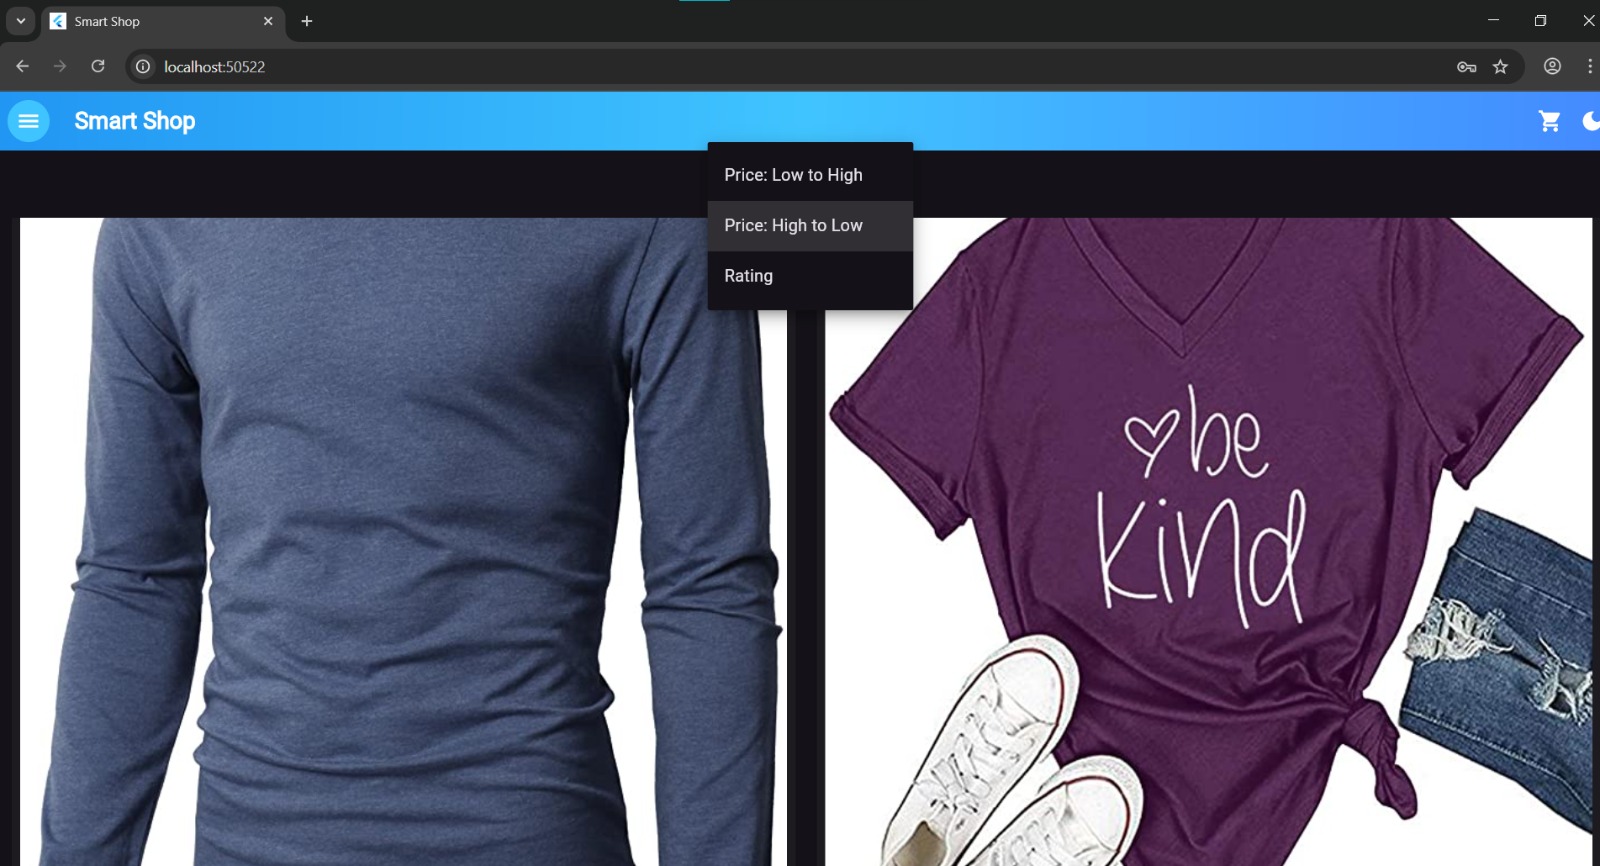 Smart Shop
localhost:50522
Smart Shop
Price: Low to High
Price: High to Low
Rating
be
kind